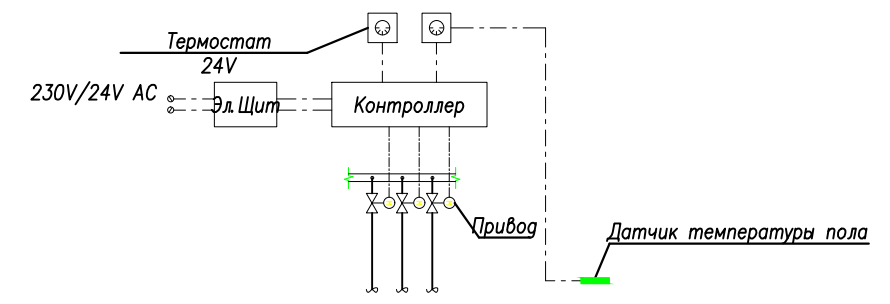 Термостат
24V
230V/24V AC
Эл.Щит
Контроллер
Привод
Датчик температуры пола